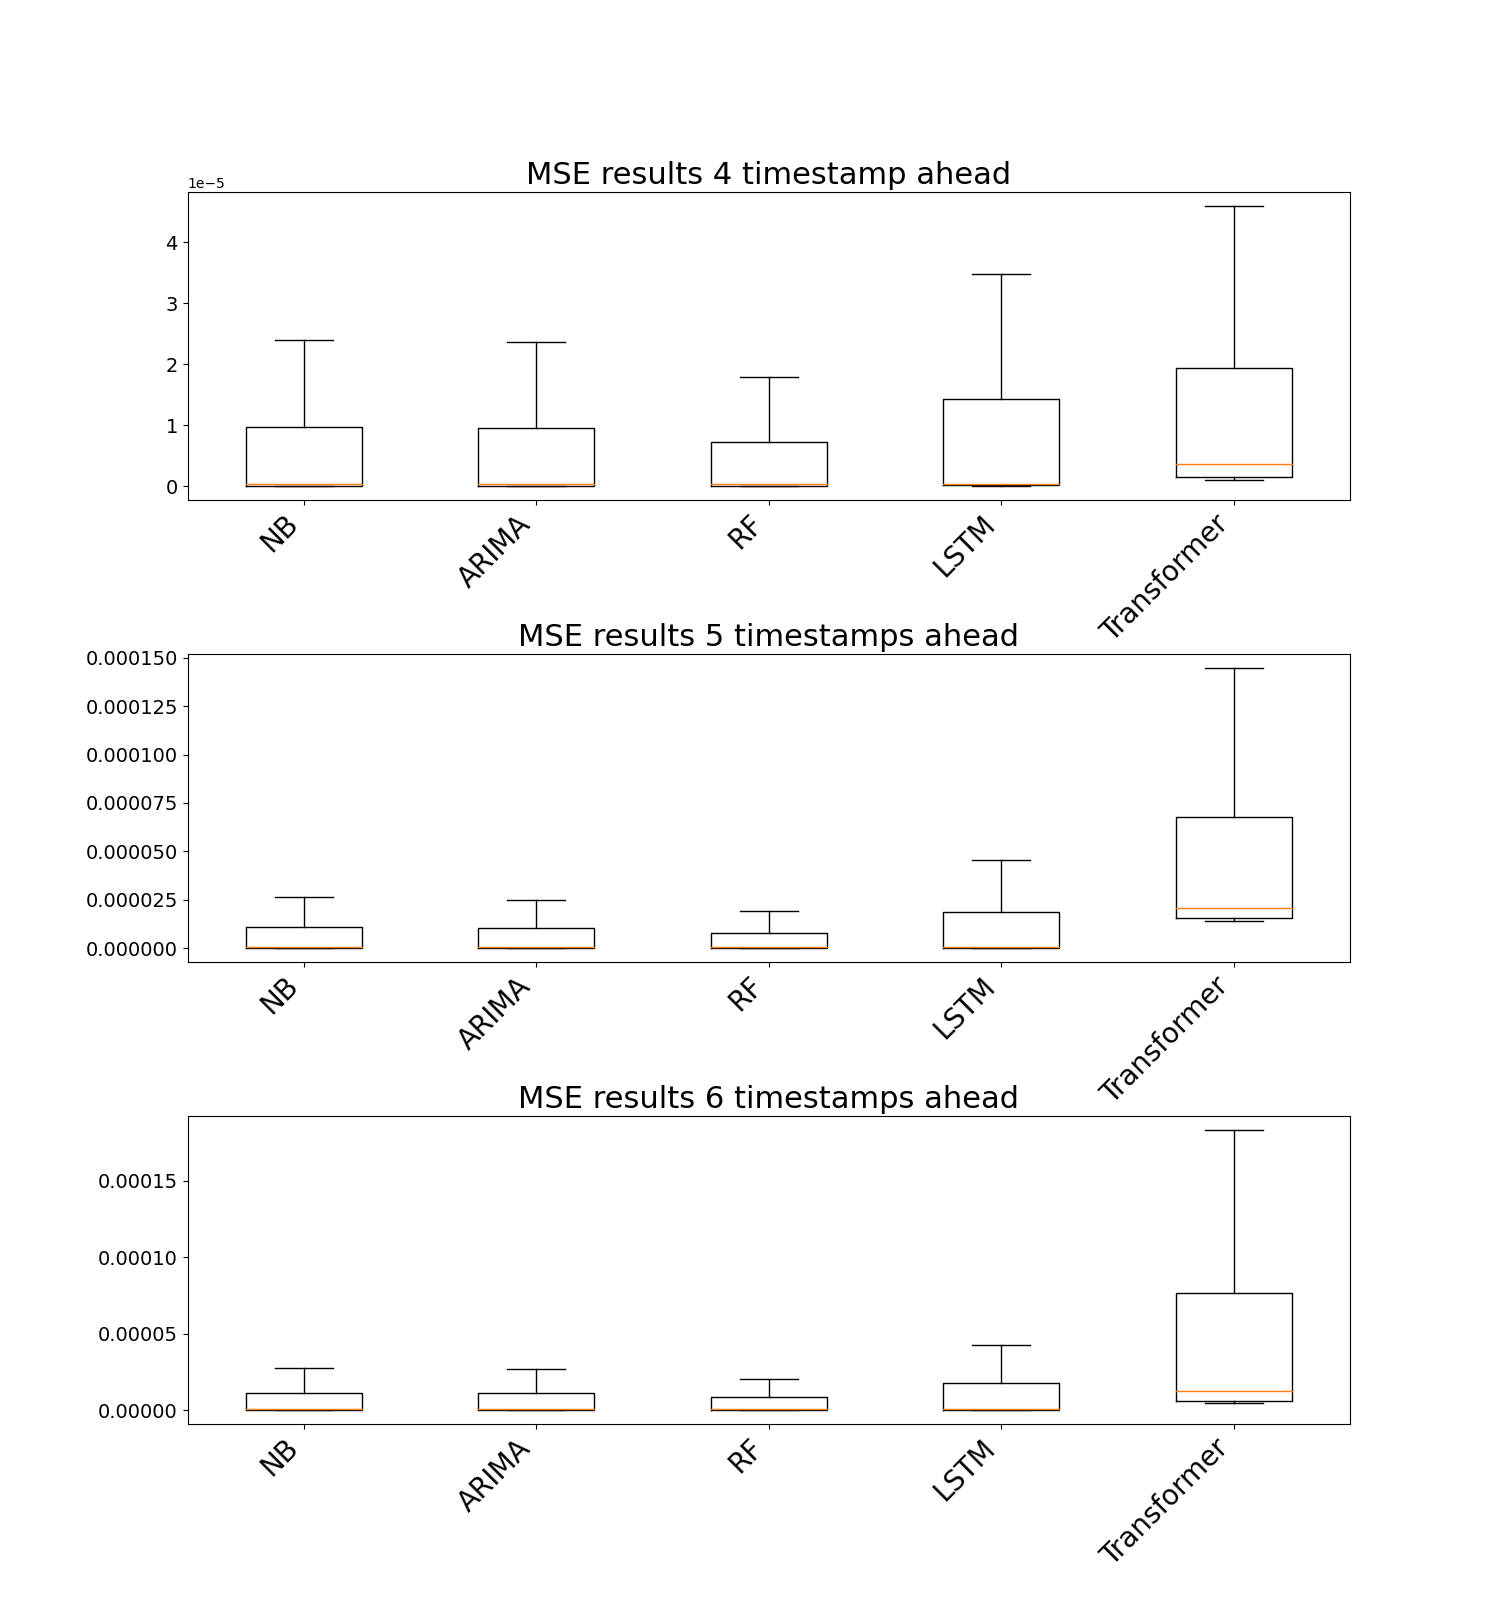 MSE results 4 timestamp ahead
1e−5
4
3
2
1
0
NB
ARIMA
RF
LSTM
Transformer
MSE results 5 timestamps ahead
0.000150
0.000125
0.000100
0.000075
0.000050
0.000025
0.000000
NB
ARIMA
RF
LSTM
Transformer
MSE results 6 timestamps ahead
0.00015
0.00010
0.00005
0.00000
NB
ARIMA
RF
LSTM
Transformer